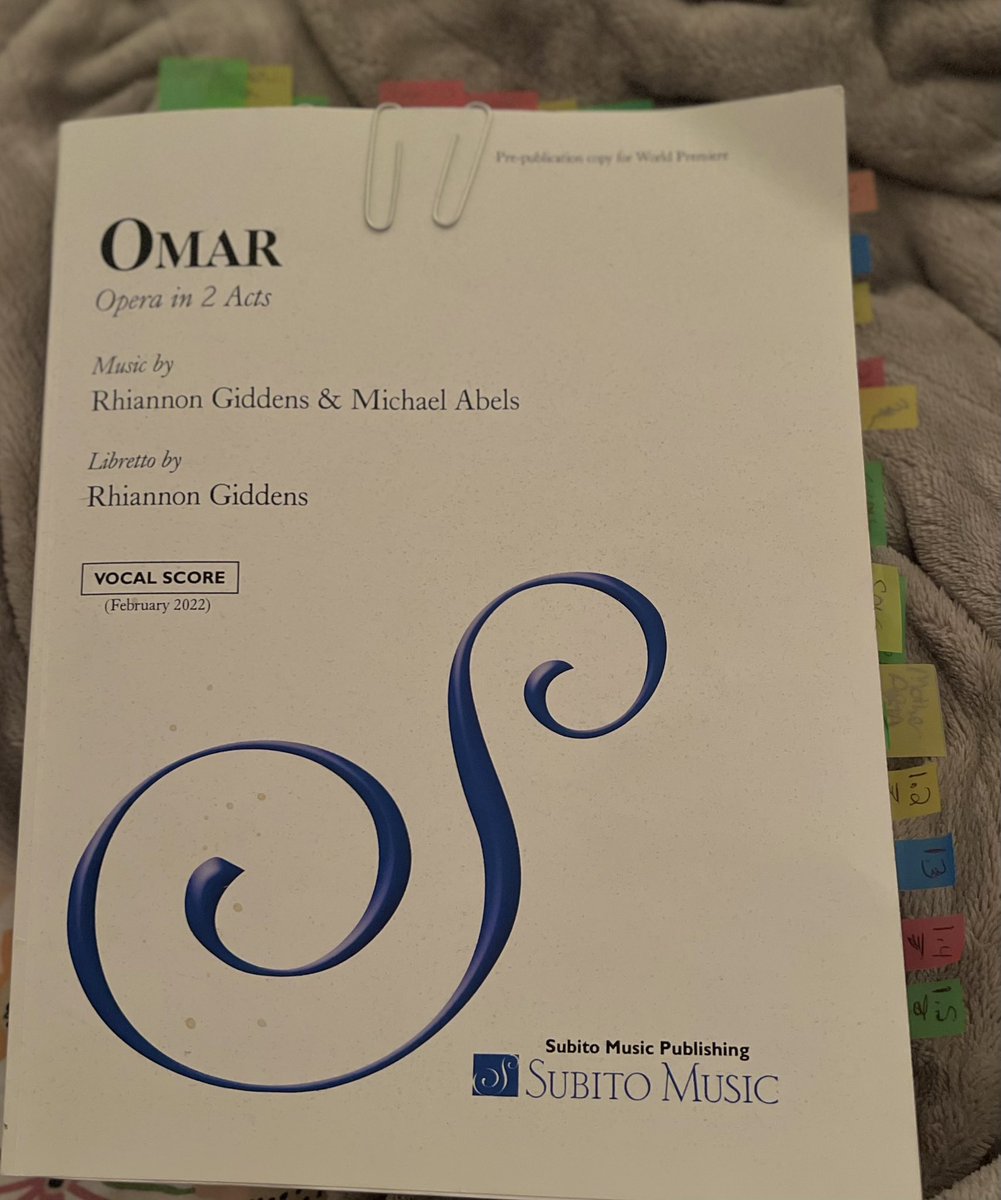 Pre-publication copy for World Premiere
OMAR
Opera in 2 Acts
Music by
Rhiannon Giddens & Michael Abels
Libretto by
Rhiannon Giddens
VOCAL SCORE
(February 2022)
Subito Music Publishing
SUBITO MUSIC
Mother
1.2
1.3
1.4
1.5